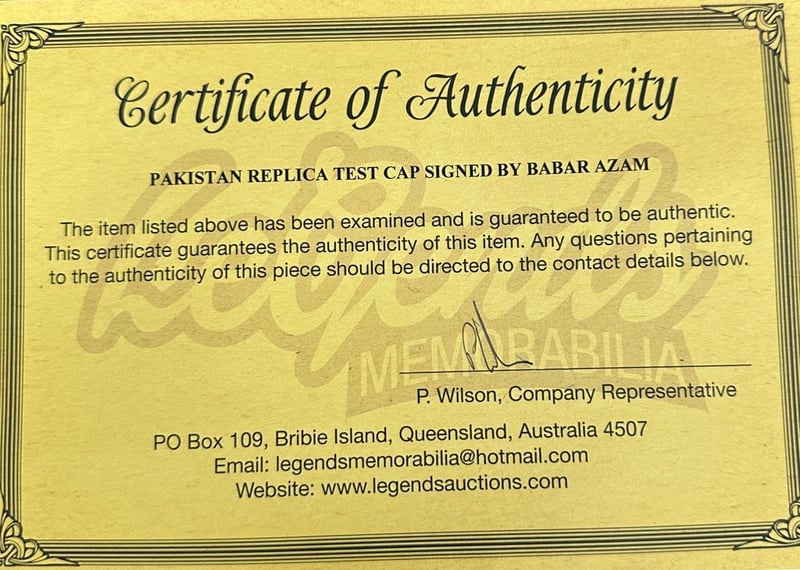 Certificate of Authenticity
PAKISTAN REPLICA TEST CAP SIGNED BY BABAR AZAM
The item listed above has been examined and is guaranteed to be authentic.
This certificate guarantees the authenticity of this item. Any questions pertaining
to the authenticity of this piece should be directed to the contact details below.
Legends
MEMORABILIA
P. Wilson, Company Representative
PO Box 109, Bribie Island, Queensland, Australia 4507
Email: legendsmemorabilia@hotmail.com
Website: www.legendsauctions.com